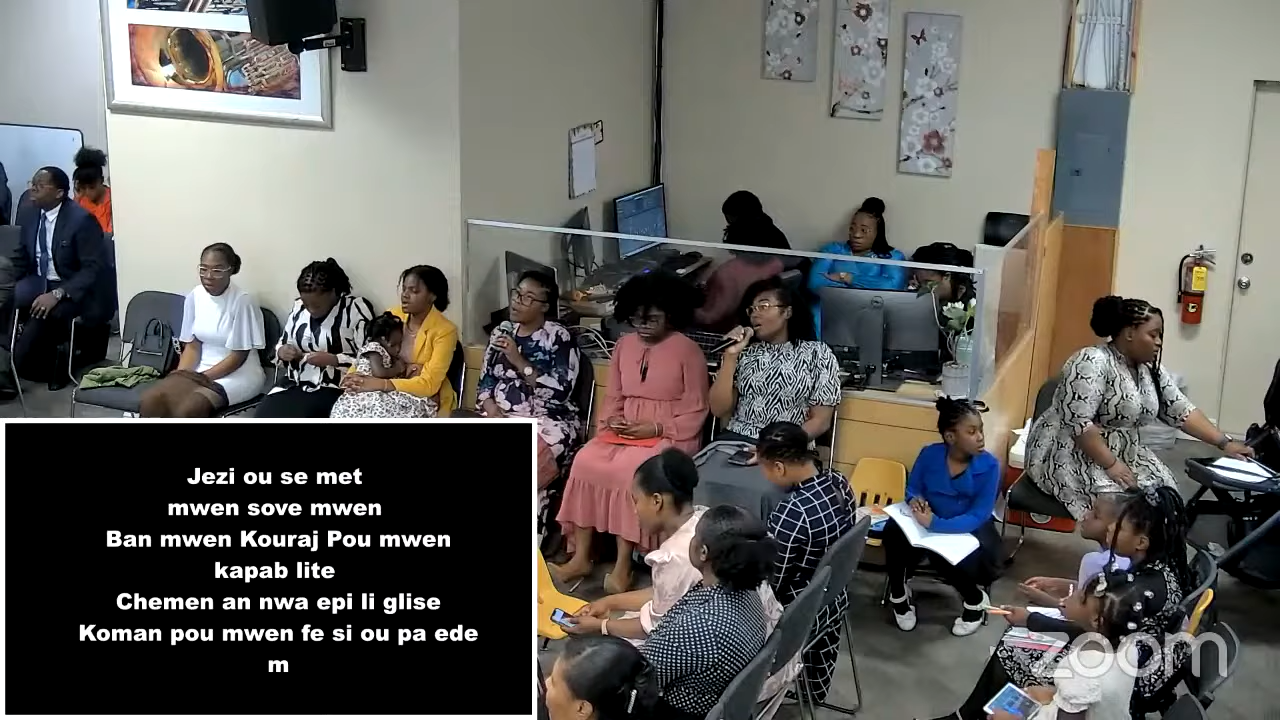 Jezi ou se met
mwen sove mwen
Ban mwen Kouraj Pou mwen
kapab lite
Chemen an nwa epi li glise
Koman pou mwen fe si ou pa ede
m
zoom